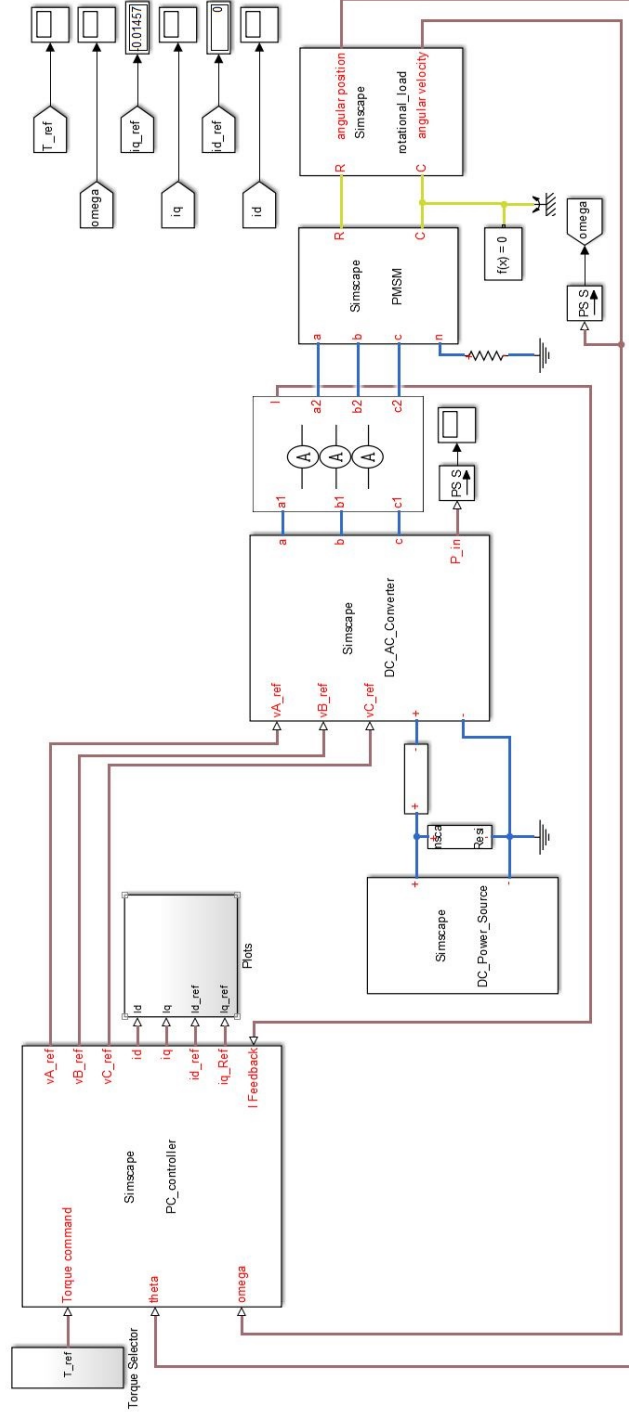 T_ref
Torque Selector
Torque command
theta
omega
Simscape
PC_controller
vA_ref
vB_ref
vC_ref
id
iq
id_ref
iq_Ref
I Feedback
Id
Iq
Id_ref
Iq_ref
Plots
Simscape
DC_Power_Source
+
-
+
nsca
Resi
-
+
-
vA_ref
vB_ref
vC_ref
+
-
Simscape
DC_AC_Converter
a
b
c
P_in
PS S
a1
b1
c1
A
A
A
I
a2
b2
c2
a
b
c
n
+
Simscape
PMSM
R
C
f(x) = 0
R
C
Simscape
rotational_load
angular position
angular velocity
PS S
omega
T_ref
omega
iq_ref
-0.01457
iq
id_ref
0
id